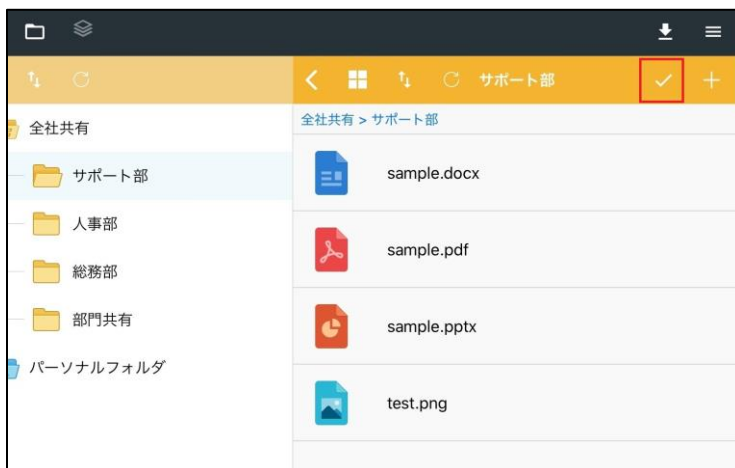 サポート部
全社共有
サポート部
人事部
総務部
部門共有
パーソナルフォルダ
全社共有 > サポート部
sample.docx
sample.pdf
sample.pptx
test.png